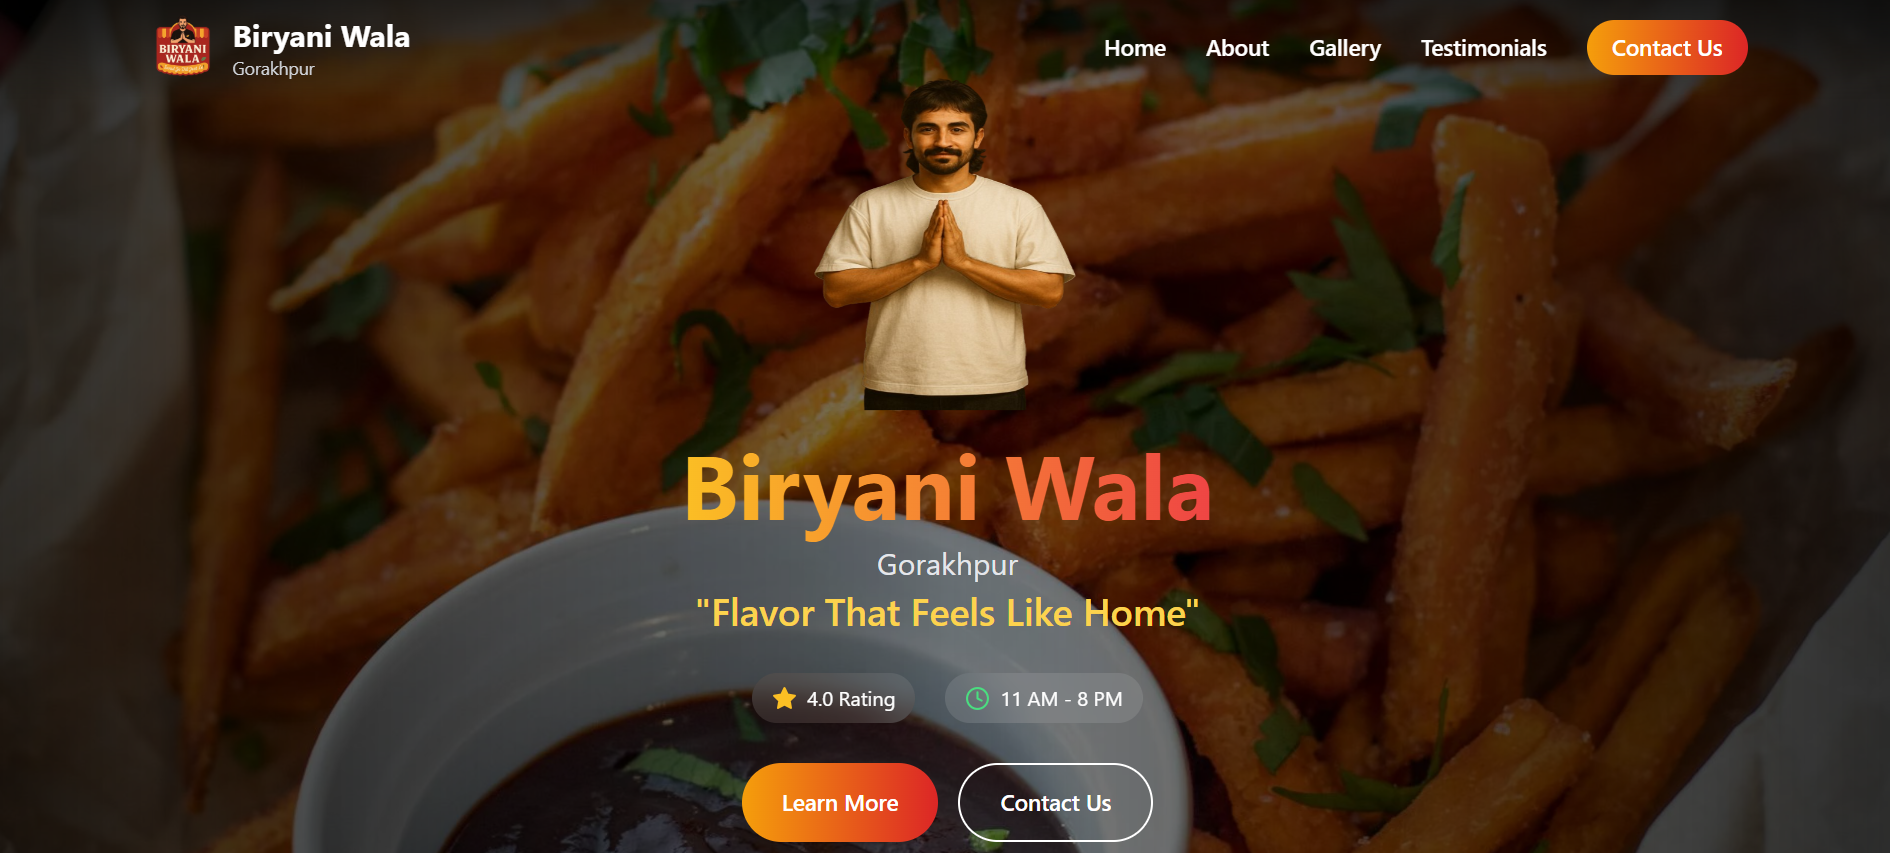 BIRYANI
WALA
Biryani Wala
Gorakhpur
Home
About
Gallery
Testimonials
Contact Us
Biryani Wala
Gorakhpur
"Flavor That Feels Like Home"
4.0 Rating
11 AM - 8 PM
Learn More
Contact Us